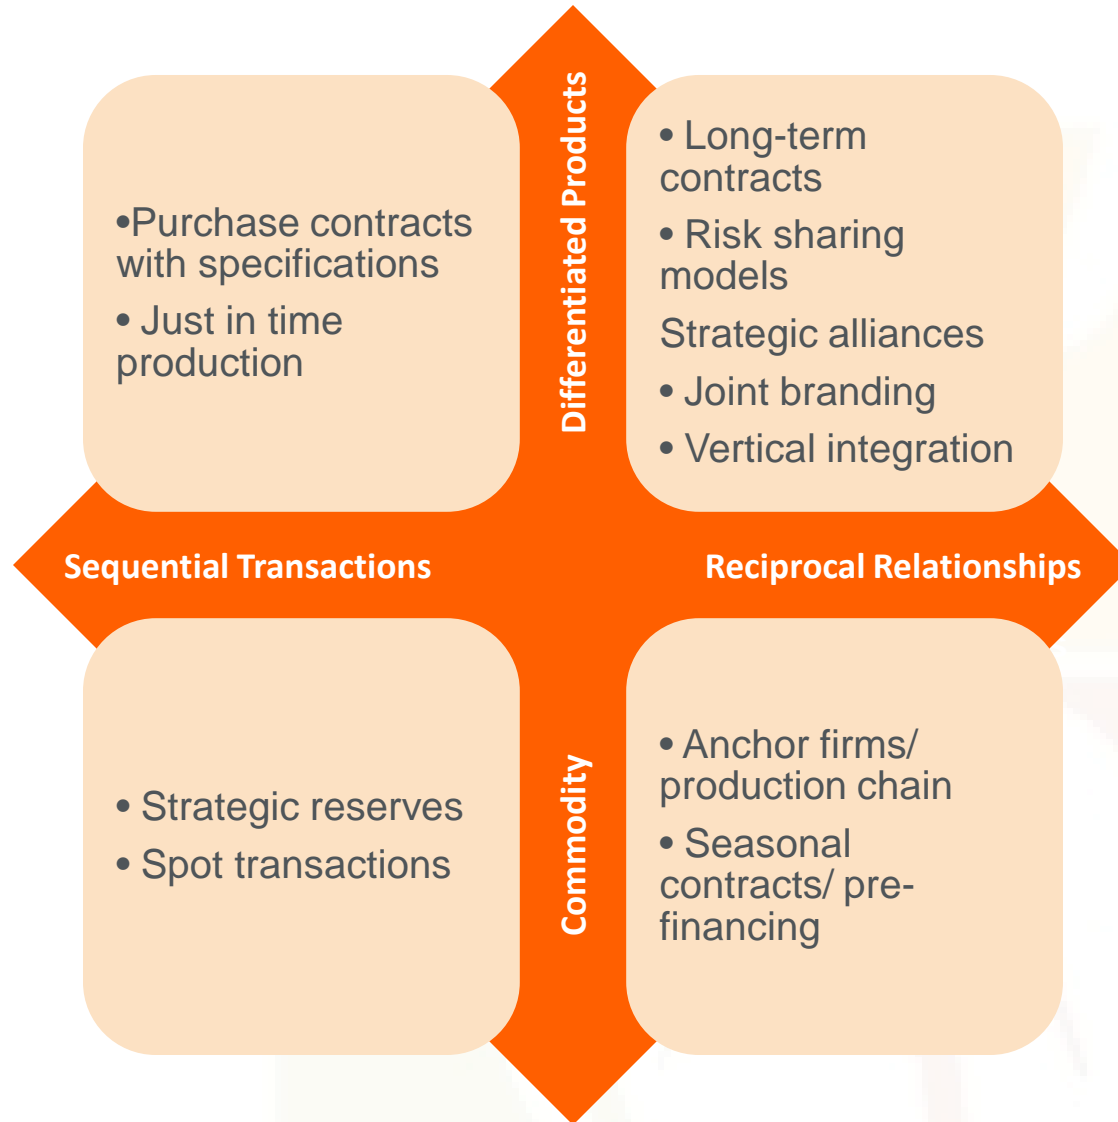 Differentiated Products
•Purchase contracts
with specifications
• Just in time
production
• Long-term
contracts
• Risk sharing
models
Strategic alliances
• Joint branding
• Vertical integration
Sequential Transactions
Reciprocal Relationships
• Strategic reserves
• Spot transactions
Commodity
• Anchor firms/
production chain
• Seasonal
contracts/ pre-
financing